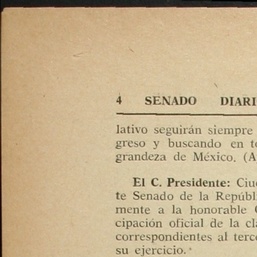 4 SENADO DIARI
lativo seguirán siempre
greso y buscando en t
grandeza de México. (A
El C. Presidente: Ciud
te Senado de la Repúbl
mente a la honorable
cipación oficial de la cl
correspondientes al terc
su ejercicio.